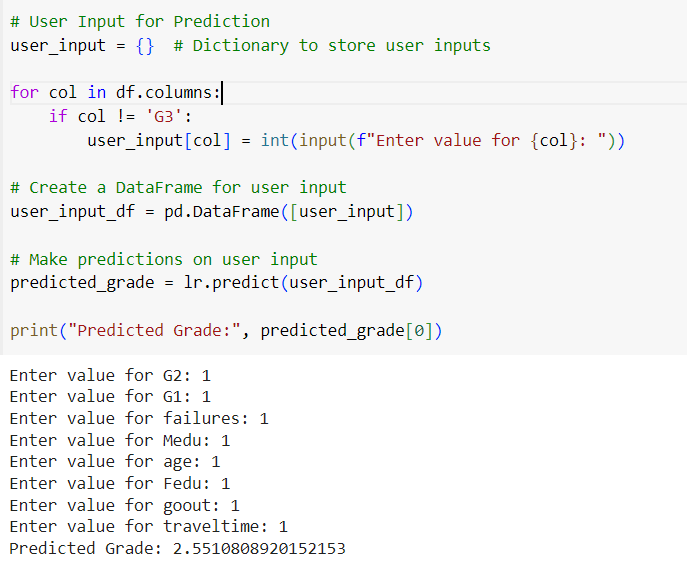 # User Input for Prediction
user_input = {}  # Dictionary to store user inputs
for col in df.columns:
    if col != 'G3':
        user_input[col] = int(input(f"Enter value for {col}: "))
# Create a DataFrame for user input
user_input_df = pd.DataFrame([user_input])
# Make predictions on user input
predicted_grade = lr.predict(user_input_df)
print("Predicted Grade:", predicted_grade[0])
Enter value for G2: 1
Enter value for G1: 1
Enter value for failures: 1
Enter value for Medu: 1
Enter value for age: 1
Enter value for Fedu: 1
Enter value for goout: 1
Enter value for traveltime: 1
Predicted Grade: 2.5510808920152153